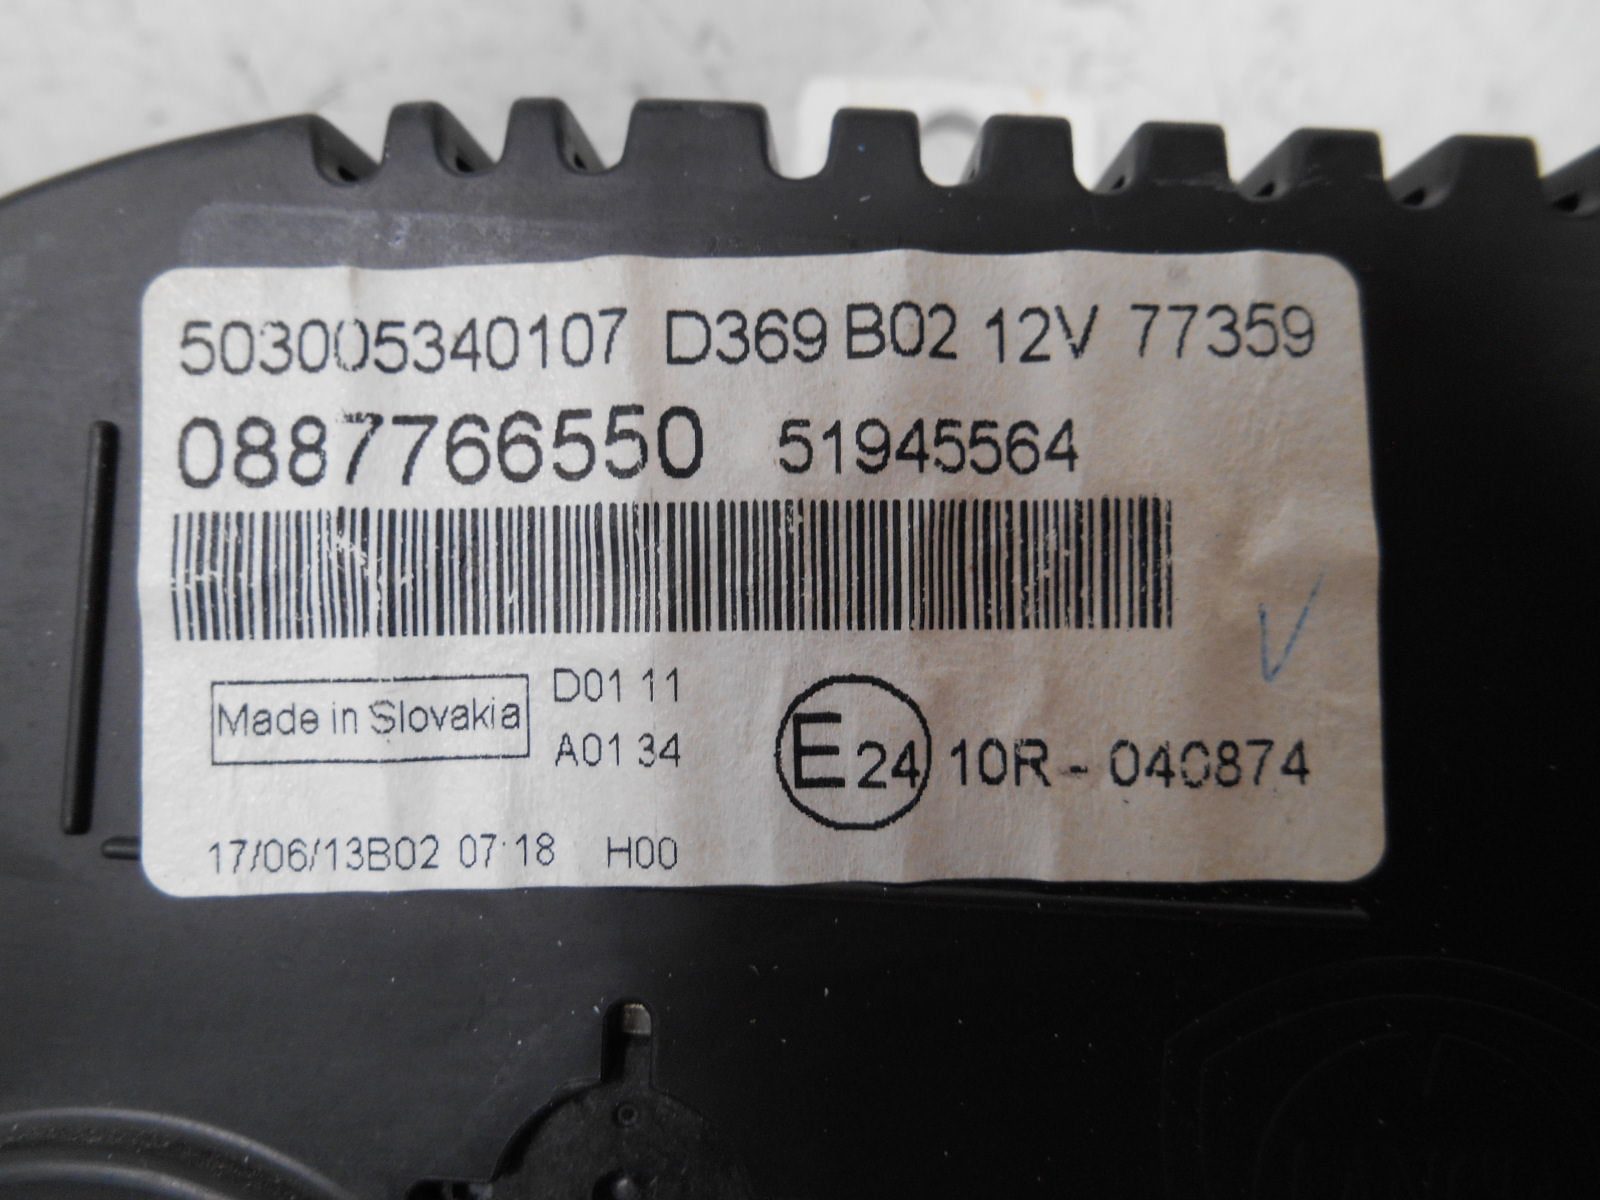 503005340107 D369 B02 12V 77359
0887766550 51945564
Made in Slovakia
D01 11
A01 34
E24 10R - 040874
17/06/13B02 07:18 H00
V